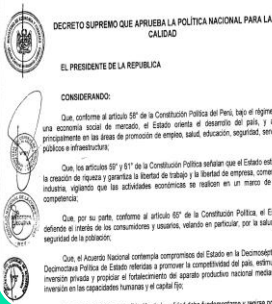 DECRETO SUPREMO QUE APRUEBA LA POLÍTICA NACIONAL PARA LA
CALIDAD
EL PRESIDENTE DE LA REPUBLICA
CONSIDERANDO:
Que, conforme al artículo 58° de la Constitución Política del Perú, bajo el régime
una economía social de mercado, el Estado orienta el desarrollo del país, y a
principalmente en las áreas de promoción de empleo, salud, educación, seguridad, serv
públicos e infraestructura;
Que, los artículos 59° y 61° de la Constitución Política señalan que el Estado est
la creación de riqueza y garantiza la libertad de trabajo y la libertad de empresa, comer
industria, vigilando que las actividades económicas se realicen en un marco de
competencia;
Que, por su parte, conforme al artículo 65° de la Constitución Política, el E
defiende el interés de los consumidores y usuarios, velando en particular, por la salud
seguridad de la población;
Que, el Acuerdo Nacional contempla compromisos del Estado en la Decimosépt
Decimoctava Política de Estado referidas a promover la competitividad del país, estimu
inversión privada y propiciar el fortalecimiento del aparato productivo nacional media
inversión en las capacidades humanas y el capital fijo;